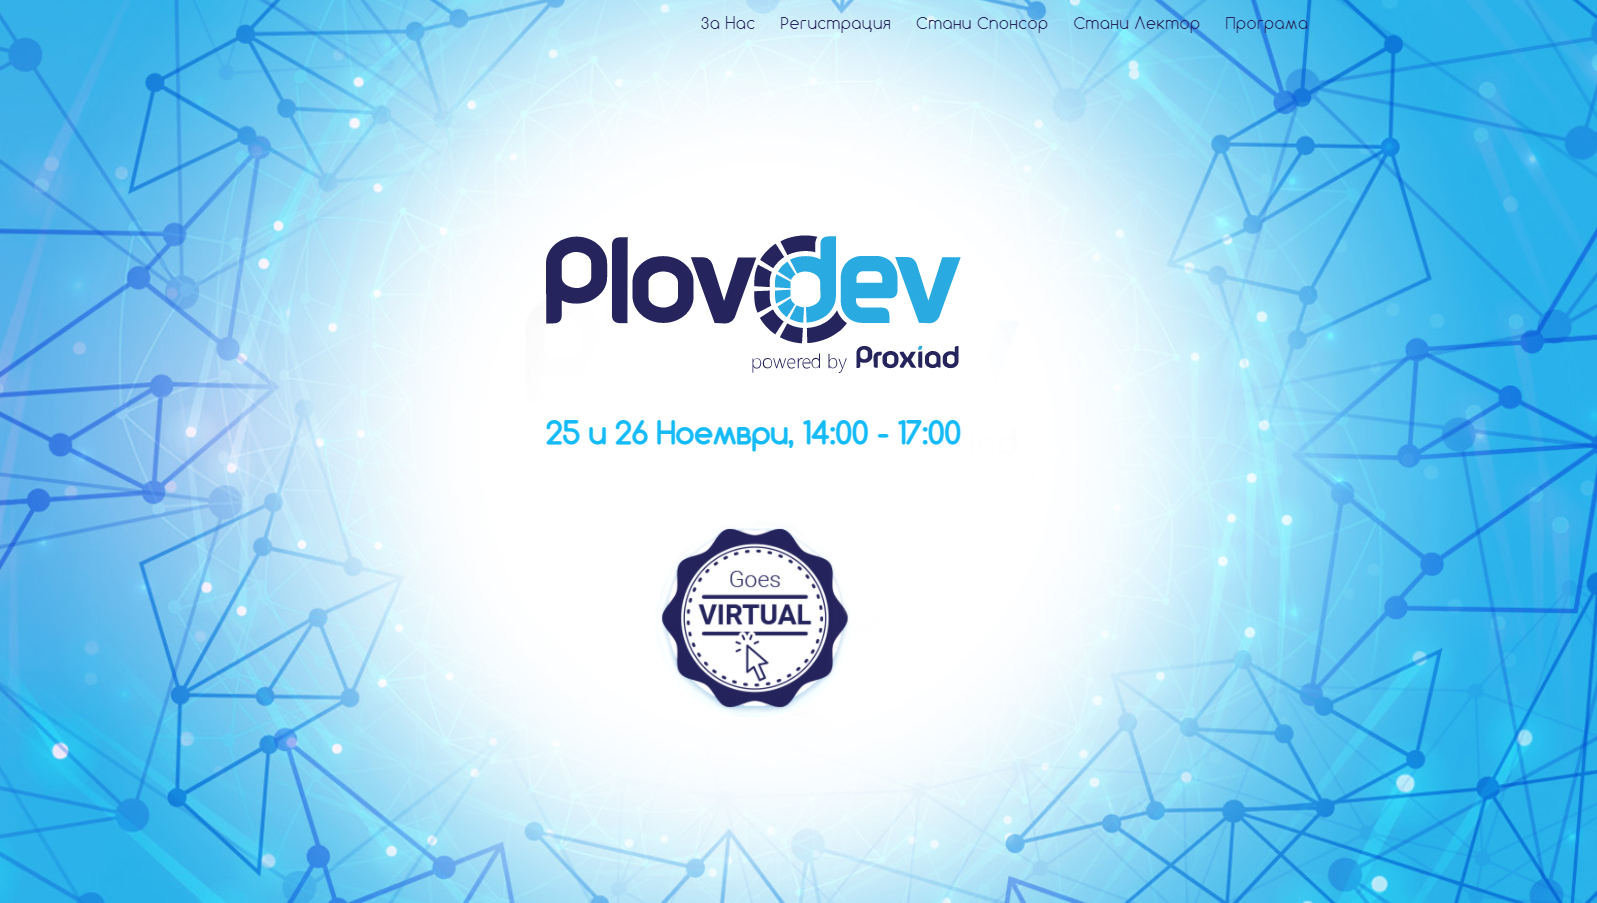 За Нас Регистрация Стани Спонсор Стани Лектор Програма
Plovdev
powered by Proxiad
25 и 26 Ноември, 14:00 - 17:00
Goes
VIRTUAL